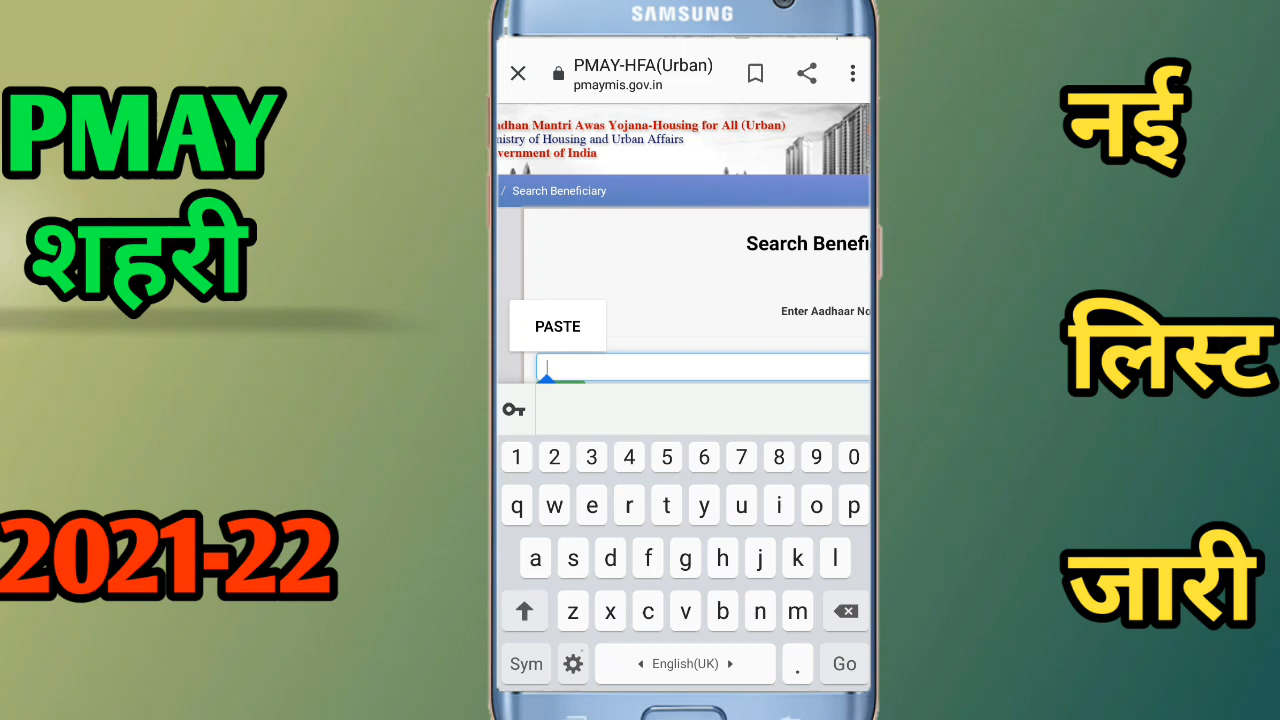 PMAY
शहरी
2021-22
SAMSUNG
PMAY-HFA(Urban)
pmaymis.gov.in
adhan Mantri Awas Yojana-Housing for All (Urban)
nistry of Housing and Urban Affairs
vernment of India
/ Search Beneficiary
Search Benefi
Enter Aadhaar No
PASTE
1 2 3 4 5 6 7 8 9 0
q w e r t y u i o p
a s d f g h j k l
z x c v b n m
Sym English(UK) . Go
नई
लिस्ट
जारी